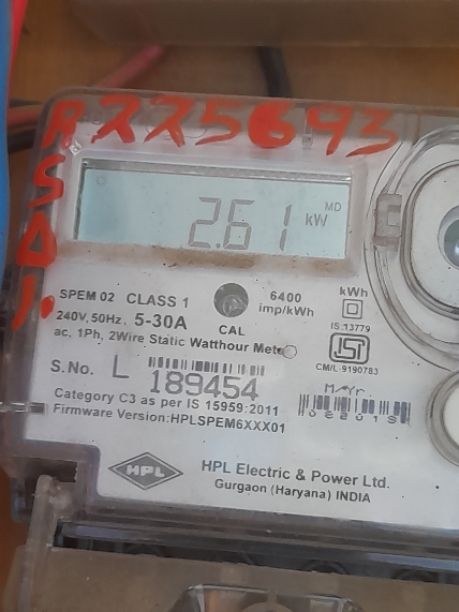 R225693
2.61 kW MD
SPEM 02 CLASS 1
6400 imp/kWh
kWh
240V, 50Hz, 5-30A
CAL
IS:13779
ac, 1Ph, 2Wire Static Watthour Meter
ISI
CM/L-9190783
S.No. L 189454
M-Yr.
Category C3 as per IS 15959:2011
Firmware Version:HPLSPEM6XXX01
HPL
HPL Electric & Power Ltd.
Gurgaon (Haryana) INDIA